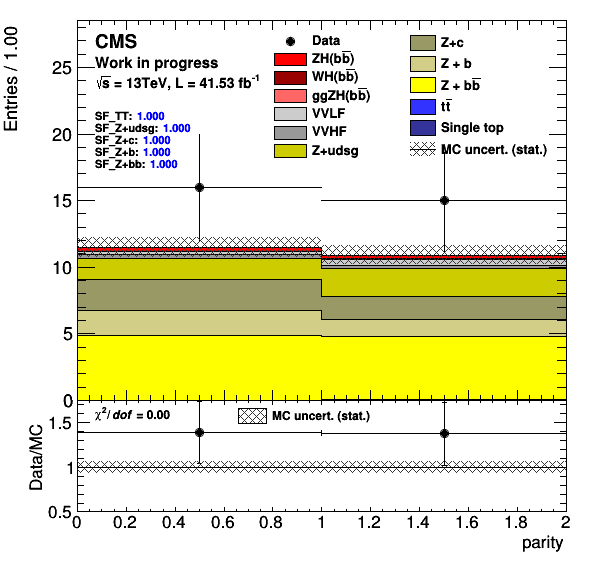 CMS
Work in progress
√s = 13TeV, L = 41.53 fb⁻¹
SF_TT: 1.000
SF_Z+udsg: 1.000
SF_Z+c: 1.000
SF_Z+b: 1.000
SF_Z+bb: 1.000
Data
ZH(bb̅)
WH(bb̅)
ggZH(bb̅)
VVLF
VVHF
Z+udsg
Z+c
Z + b
Z + bb̅
tt̅
Single top
MC uncert. (stat.)
Entries / 1.00
25
20
15
10
5
0
χ²/dof = 0.00
MC uncert. (stat.)
Data/MC
1.5
1
0.5
0 0.2 0.4 0.6 0.8 1 1.2 1.4 1.6 1.8 2
parity